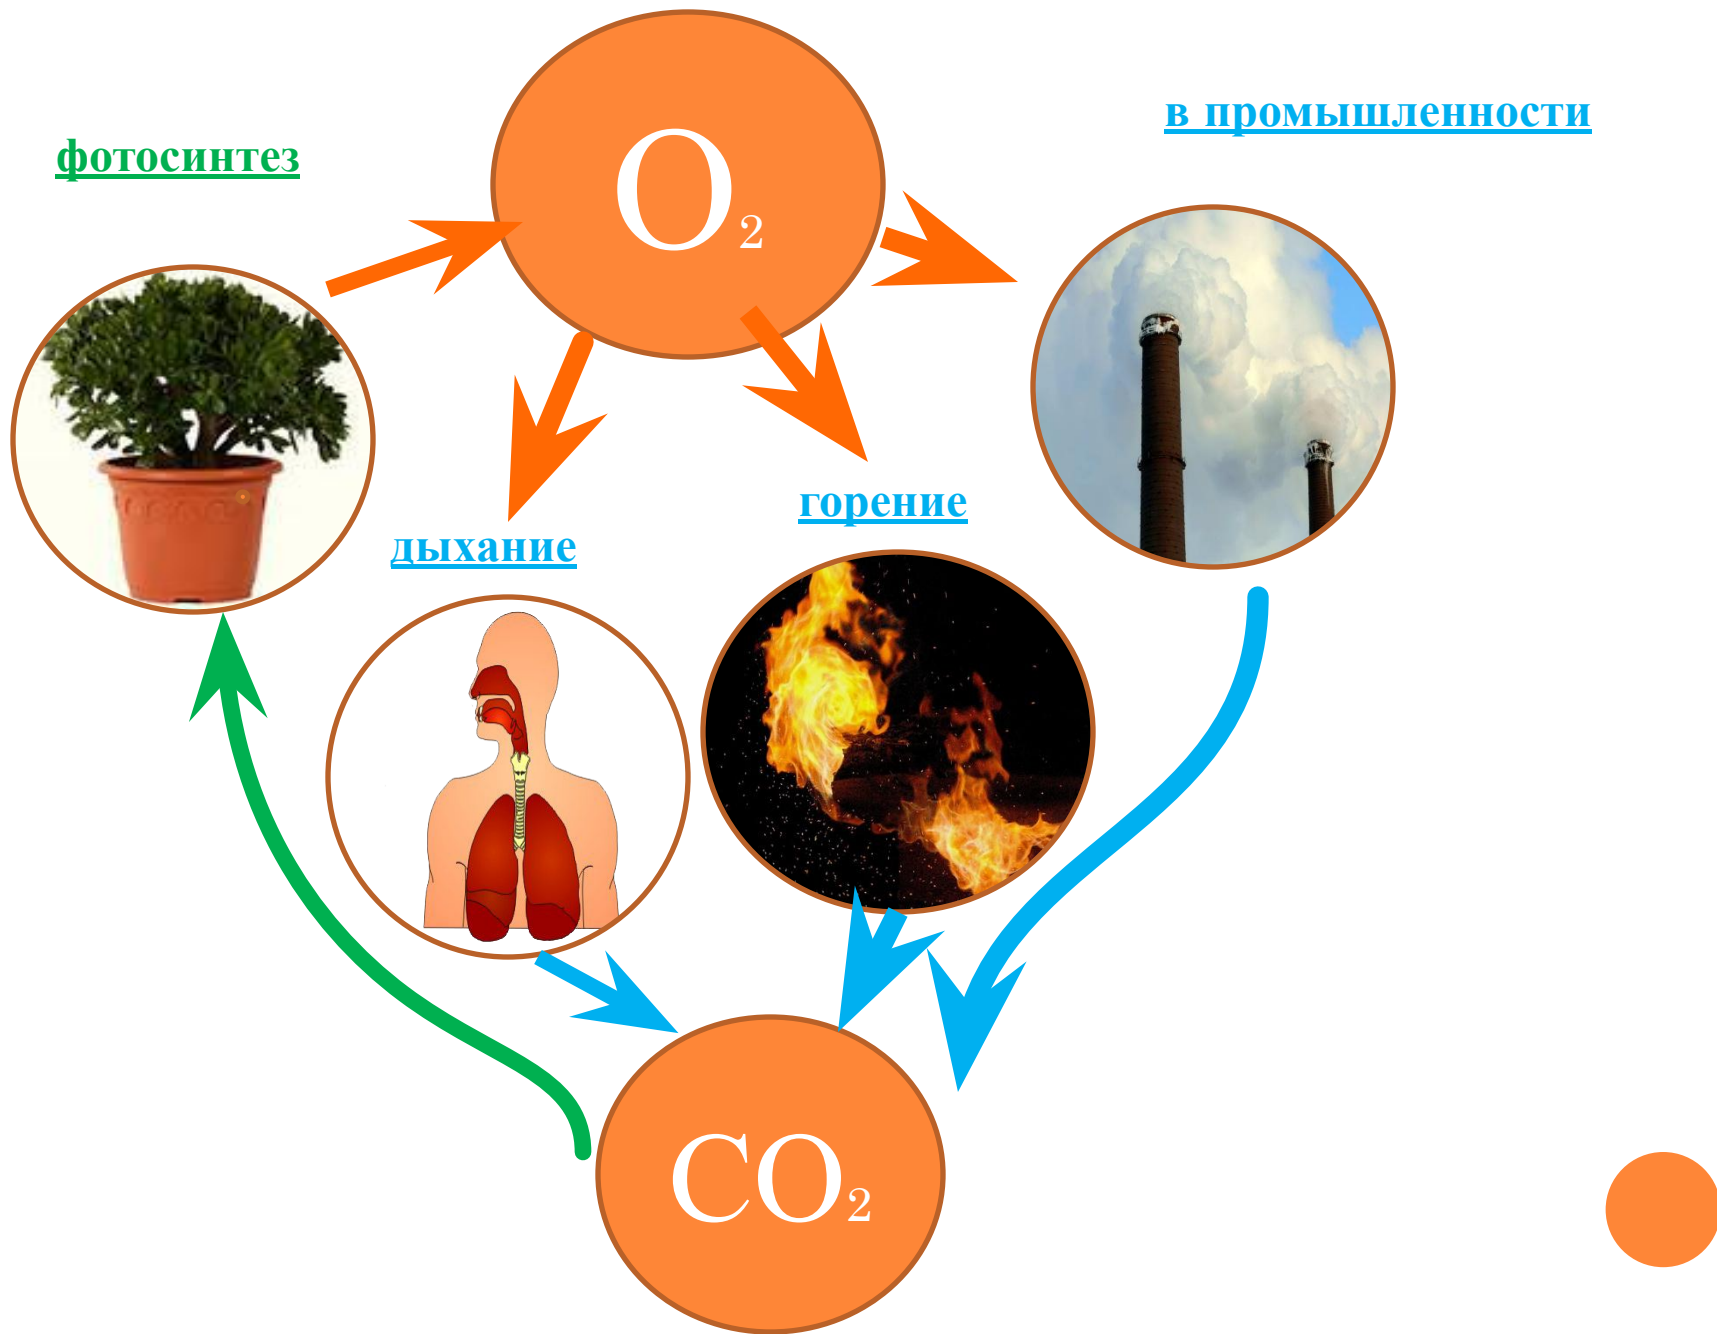 O₂
в промышленности
фотосинтез
горение
дыхание
CO₂